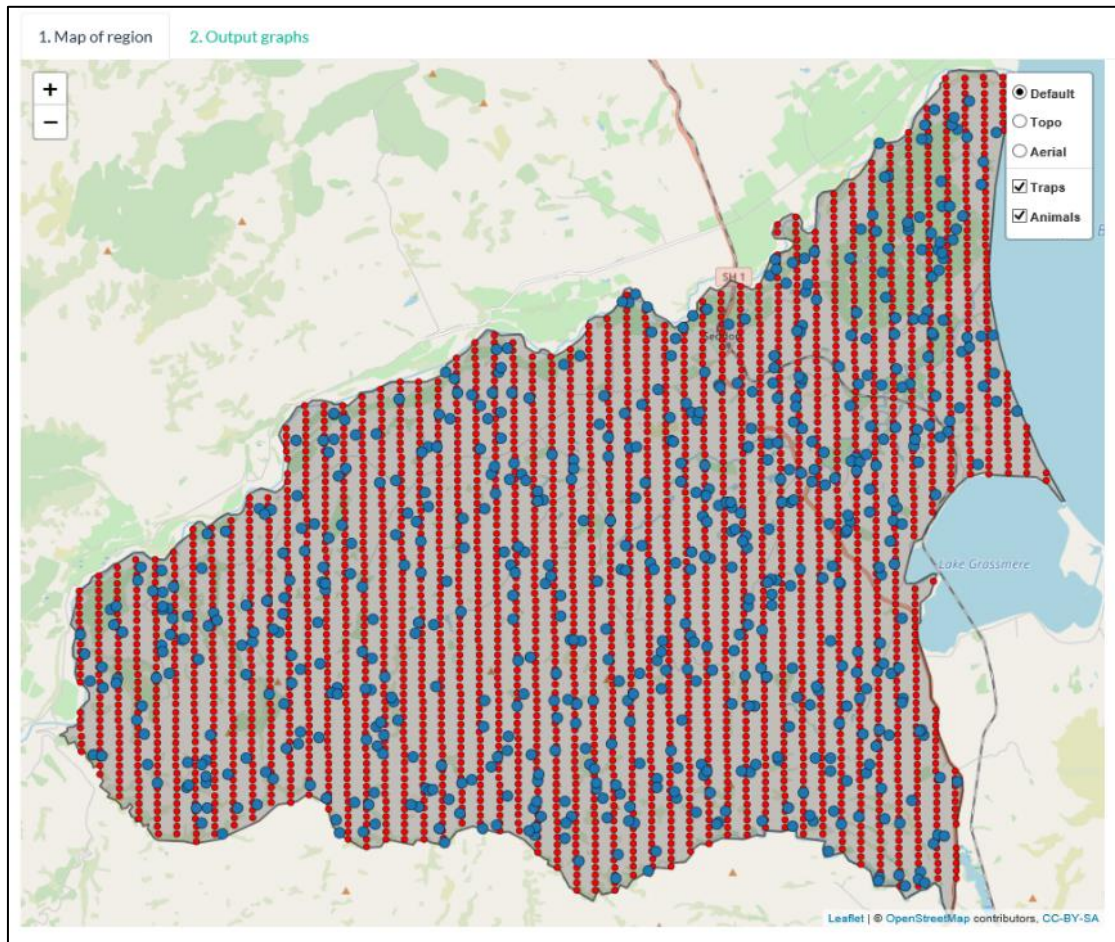 1. Map of region
2. Output graphs
+
−
Default
Topo
Aerial
Traps
Animals
SH 1
Lake Grassmere
Leaflet | © OpenStreetMap contributors, CC-BY-SA